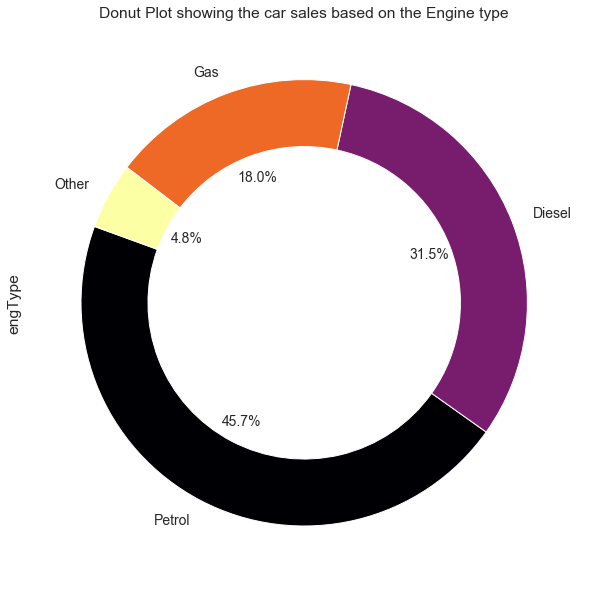 Donut Plot showing the car sales based on the Engine type
Gas
18.0%
Other
4.8%
Diesel
31.5%
engType
45.7%
Petrol